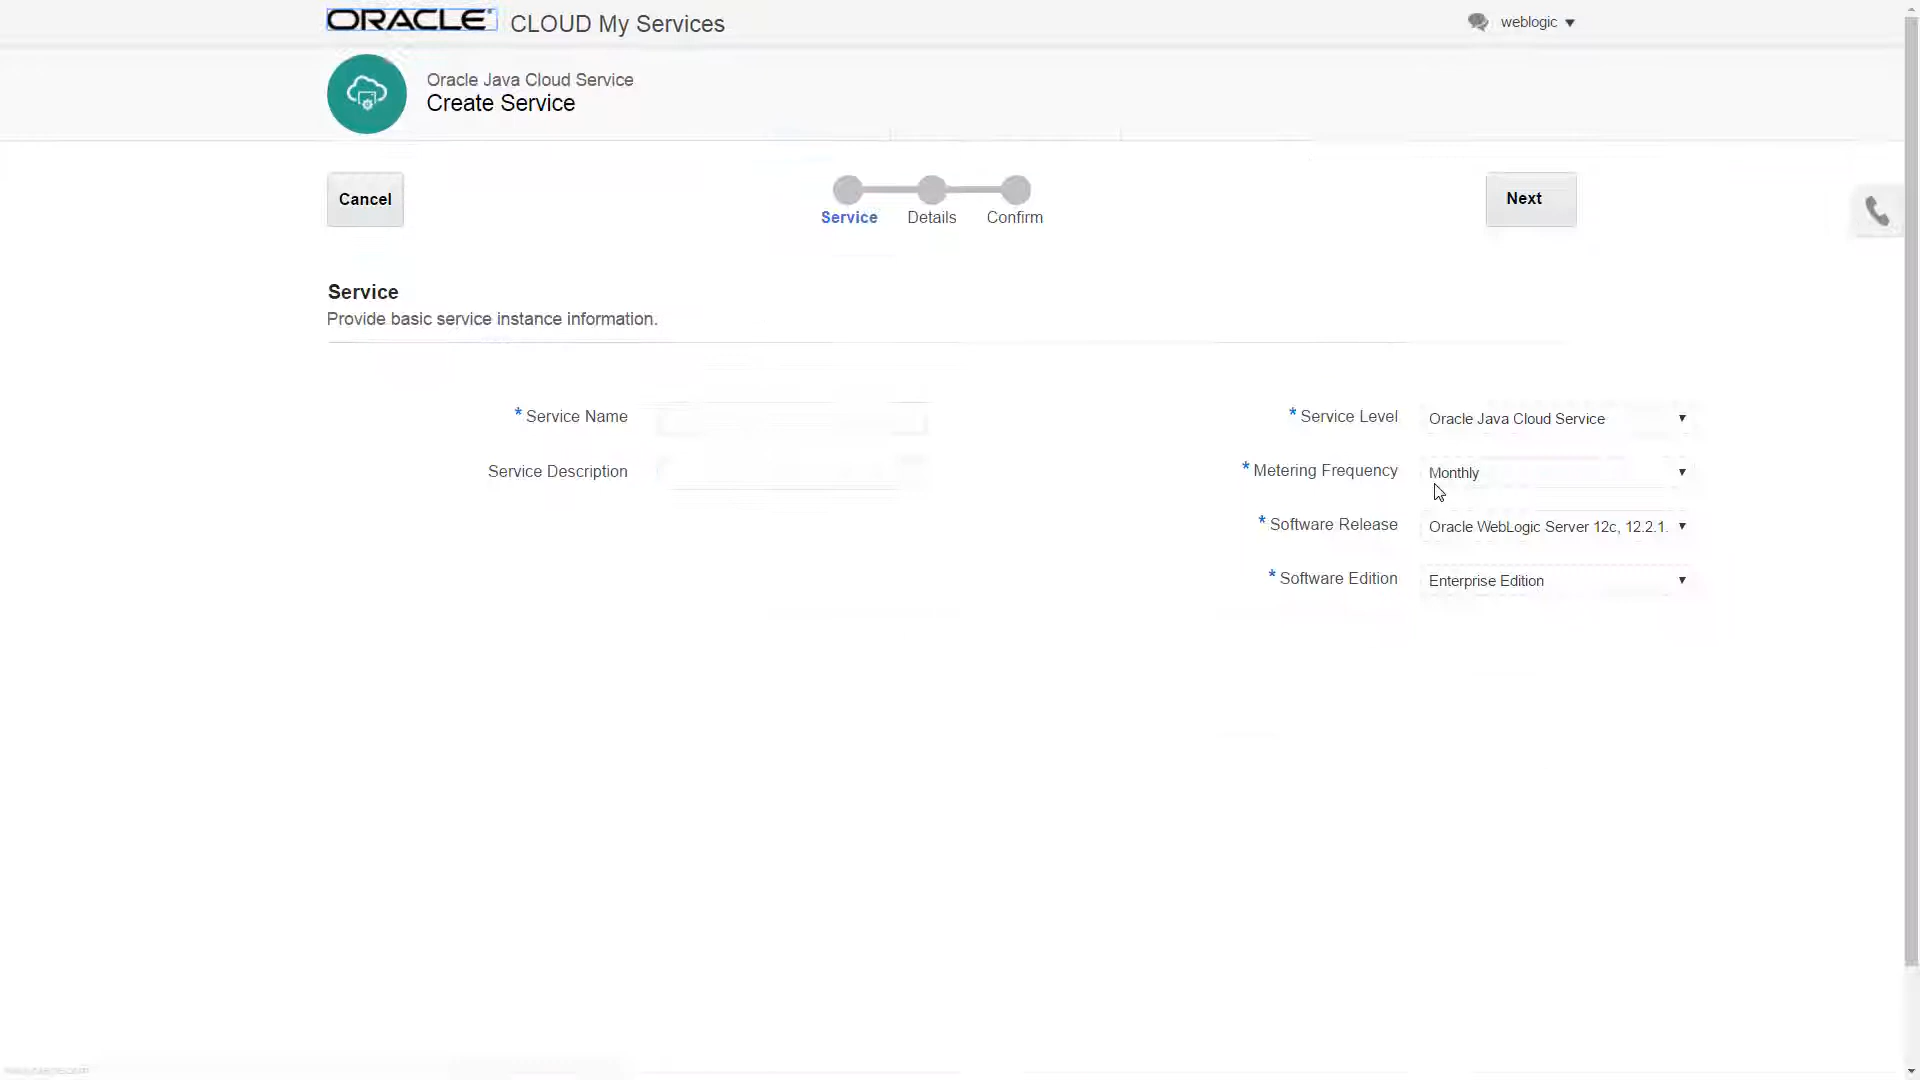 ORACLE CLOUD My Services
weblogic
Oracle Java Cloud Service
Create Service
Cancel
Service Details Confirm
Next
Service
Provide basic service instance information.
* Service Name
Service Description
* Service Level Oracle Java Cloud Service
* Metering Frequency Monthly
* Software Release Oracle WebLogic Server 12c, 12.2.1.
* Software Edition Enterprise Edition